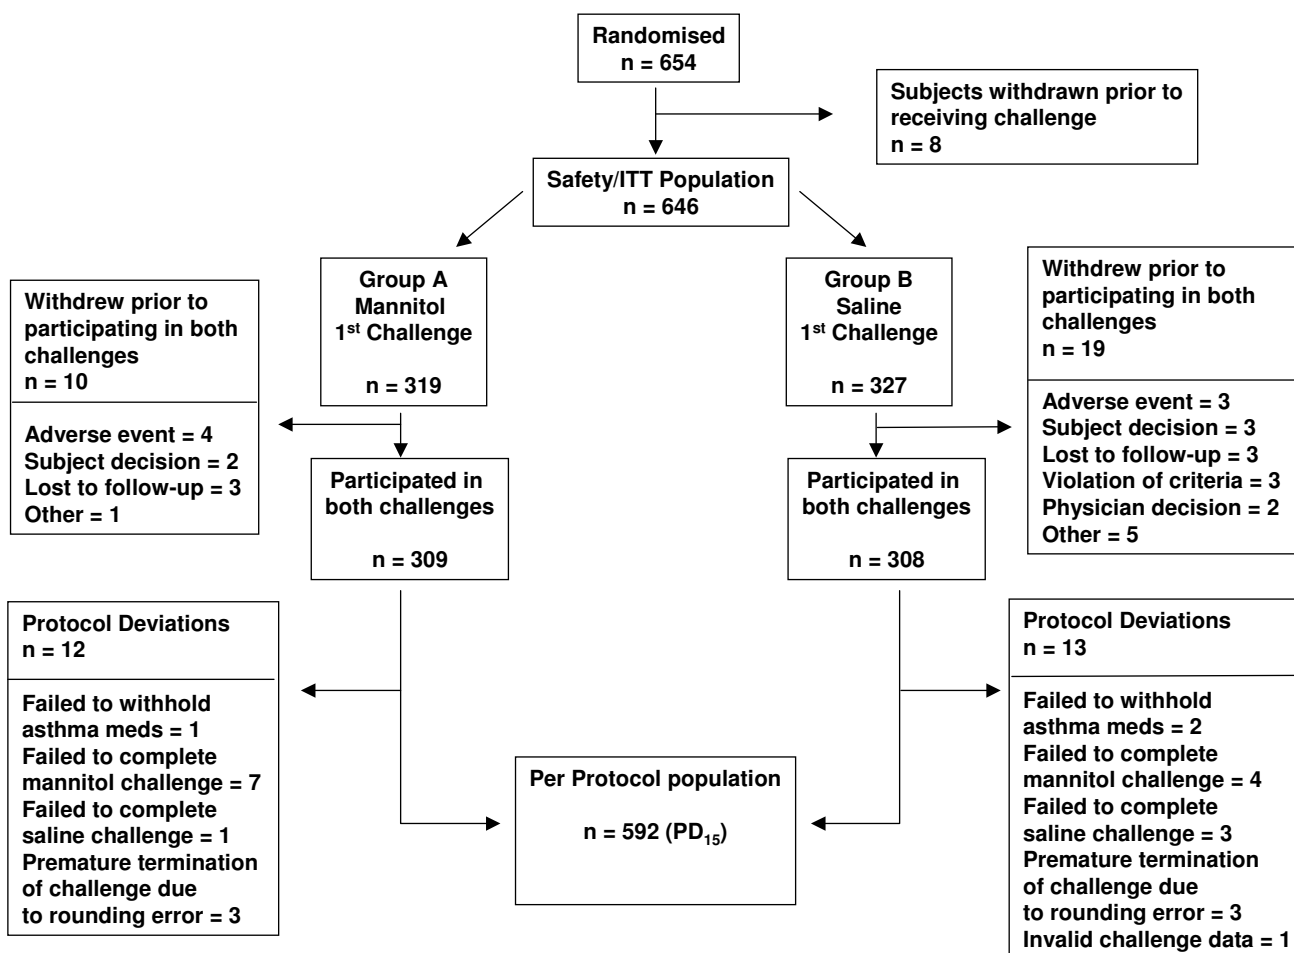 Randomised
n = 654
Subjects withdrawn prior to
receiving challenge
n = 8
Safety/ITT Population
n = 646
Group A
Mannitol
1st Challenge
n = 319
Group B
Saline
1st Challenge
n = 327
Withdrew prior to
participating in both
challenges
n = 10
Adverse event = 4
Subject decision = 2
Lost to follow-up = 3
Other = 1
Withdrew prior to
participating in both
challenges
n = 19
Adverse event = 3
Subject decision = 3
Lost to follow-up = 3
Violation of criteria = 3
Physician decision = 2
Other = 5
Participated in
both challenges
n = 309
Participated in
both challenges
n = 308
Protocol Deviations
n = 12
Failed to withhold
asthma meds = 1
Failed to complete
mannitol challenge = 7
Failed to complete
saline challenge = 1
Premature termination
of challenge due
to rounding error = 3
Protocol Deviations
n = 13
Failed to withhold
asthma meds = 2
Failed to complete
mannitol challenge = 4
Failed to complete
saline challenge = 3
Premature termination
of challenge due
to rounding error = 3
Invalid challenge data = 1
Per Protocol population
n = 592 (PD15)